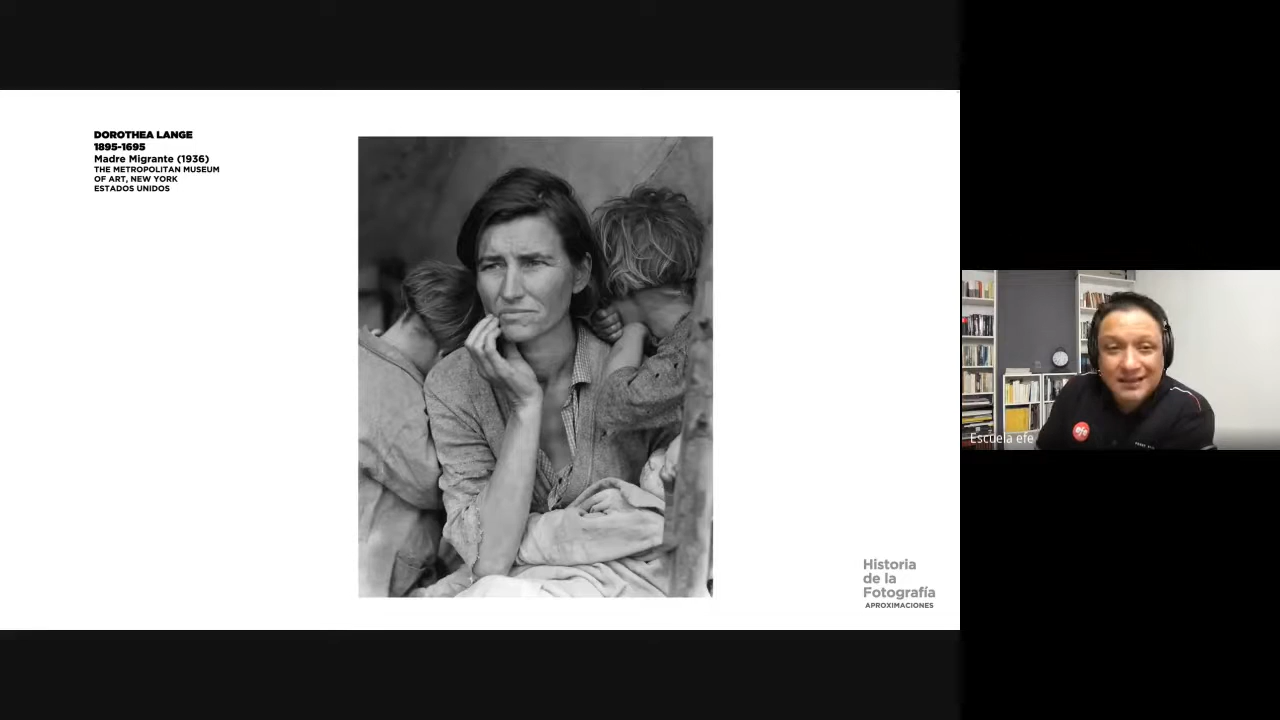 DOROTHEA LANGE
1895-1695
Madre Migrante (1936)
THE METROPOLITAN MUSEUM
OF ART, NEW YORK
ESTADOS UNIDOS
Historia
de la
Fotografía
APROXIMACIONES
Escuela efe
efe